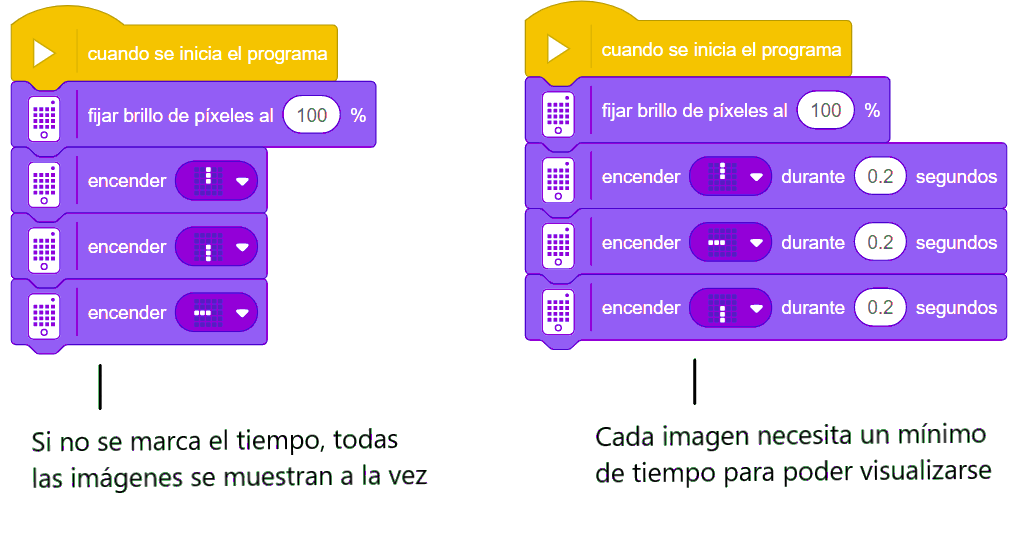 cuando se inicia el programa
fijar brillo de píxeles al 100 %
encender
encender
encender
Si no se marca el tiempo, todas
las imágenes se muestran a la vez
cuando se inicia el programa
fijar brillo de píxeles al 100 %
encender durante 0.2 segundos
encender durante 0.2 segundos
encender durante 0.2 segundos
Cada imagen necesita un mínimo
de tiempo para poder visualizarse